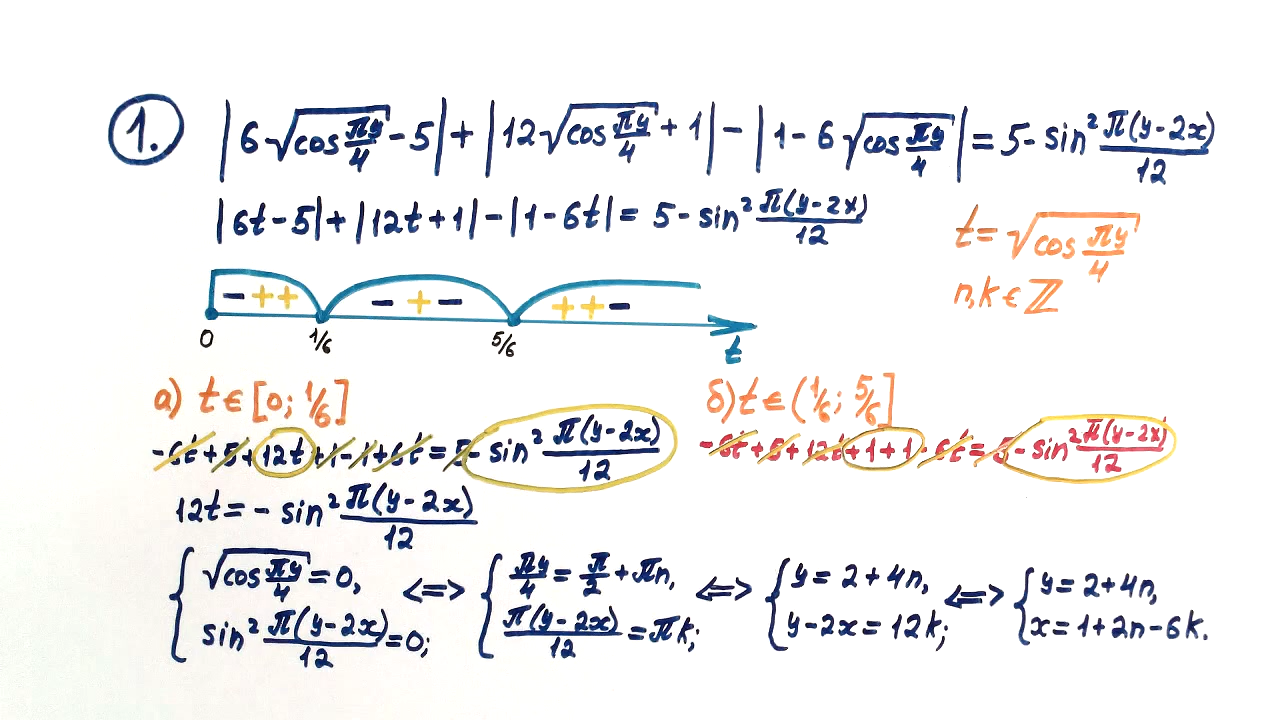 1. |6√(cos πy/4) - 5| + |12√(cos πy/4) + 1| - |1 - 6√(cos πy/4)| = 5 - sin² π(y-2x)/12
|6t - 5| + |12t + 1| - |1 - 6t| = 5 - sin² π(y-2x)/12
t = √(cos πy/4)
n, k ∈ ℤ
- + + - + - + + -
0 1/6 5/6 t
а) t ∈ [0; 1/6]
-6t + 5 + 12t + 1 - 1 + 6t = 5 - sin² π(y-2x)/12
12t = - sin² π(y-2x)/12
б) t ∈ (1/6; 5/6]
-6t + 5 + 12t + 1 + 1 - 6t = 5 - sin² π(y-2x)/12
{ √(cos πy/4) = 0, <=> { πy/4 = π/2 + πn, <=> { y = 2 + 4n, <=> { y = 2 + 4n,
sin² π(y-2x)/12 = 0; π(y-2x)/12 = πk; y - 2x = 12k; x = 1 + 2n - 6k.